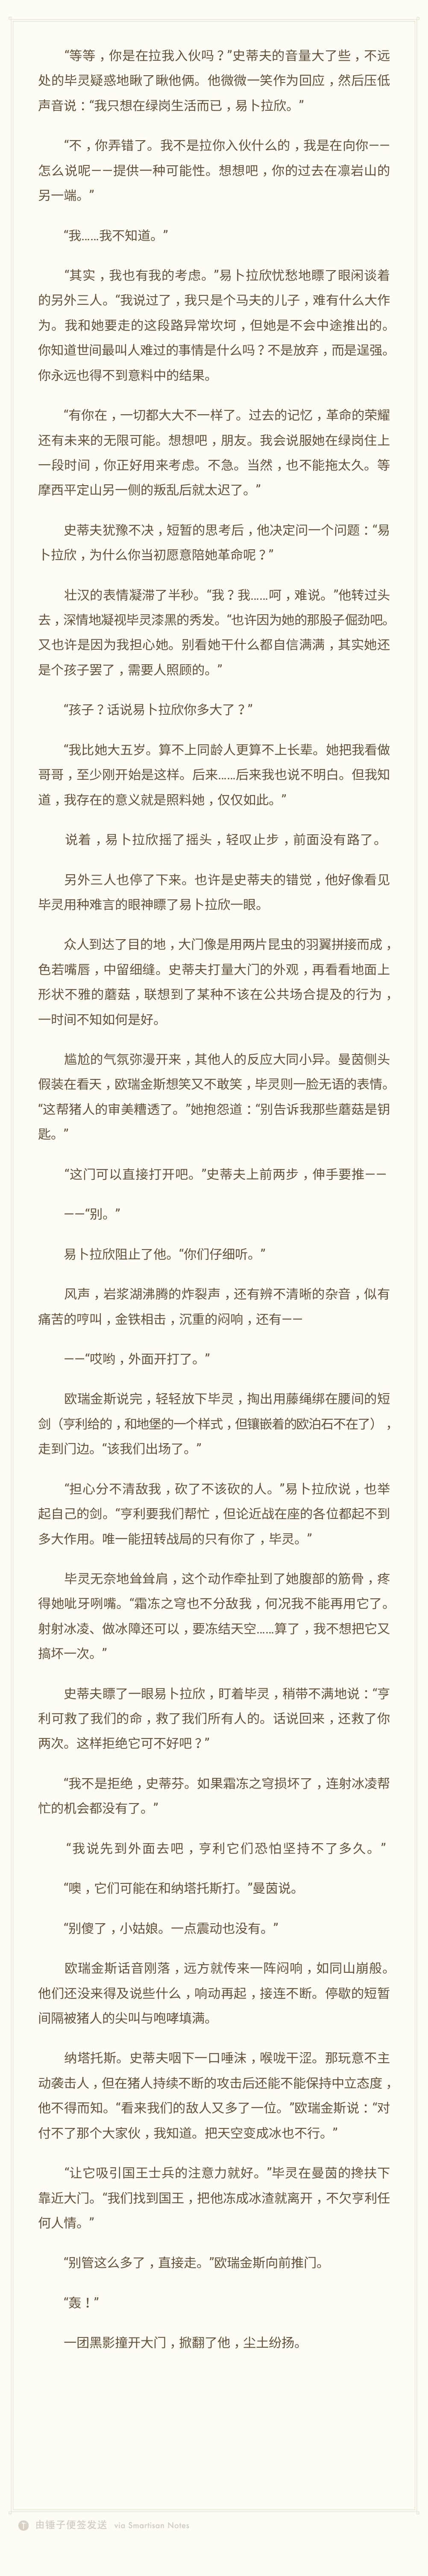 “等等，你是在拉我入伙吗？”史蒂夫的音量大了些，不远
处的毕灵疑惑地瞅了瞅他俩。他微微一笑作为回应，然后压低
声音说：“我只想在绿岗生活而已，易卜拉欣。”
“不，你弄错了。我不是拉你入伙什么的，我是在向你——
怎么说呢——提供一种可能性。想想吧，你的过去在凛岩山的
另一端。”
“我……我不知道。”
“其实，我也有我的考虑。”易卜拉欣忧愁地瞟了眼闲谈着
的另外三人。“我说过了，我只是个马夫的儿子，难有什么大作
为。我和她要走的这段路异常坎坷，但她是不会中途推出的。
你知道世间最叫人难过的事情是什么吗？不是放弃，而是逞强。
你永远也得不到意料中的结果。
“有你在，一切都大大不一样了。过去的记忆，革命的荣耀
还有未来的无限可能。想想吧，朋友。我会说服她在绿岗住上
一段时间，你正好用来考虑。不急。当然，也不能拖太久。等
摩西平定山另一侧的叛乱后就太迟了。”
史蒂夫犹豫不决，短暂的思考后，他决定问一个问题：“易
卜拉欣，为什么你当初愿意陪她革命呢？”
壮汉的表情凝滞了半秒。“我？我……呵，难说。”他转过头
去，深情地凝视毕灵漆黑的秀发。“也许因为她的那股子倔劲吧。
又也许是因为我担心她。别看她干什么都自信满满，其实她还
是个孩子罢了，需要人照顾的。”
“孩子？话说易卜拉欣你多大了？”
“我比她大五岁。算不上同龄人更算不上长辈。她把我看做
哥哥，至少刚开始是这样。后来……后来我也说不明白。但我知
道，我存在的意义就是照料她，仅仅如此。”
说着，易卜拉欣摇了摇头，轻叹止步，前面没有路了。
另外三人也停了下来。也许是史蒂夫的错觉，他好像看见
毕灵用种难言的眼神瞟了易卜拉欣一眼。
众人到达了目的地，大门像是用两片昆虫的羽翼拼接而成，
色若嘴唇，中留细缝。史蒂夫打量大门的外观，再看看地面上
形状不雅的蘑菇，联想到了某种不该在公共场合提及的行为，
一时间不知如何是好。
尴尬的气氛弥漫开来，其他人的反应大同小异。曼茵侧头
假装在看天，欧瑞金斯想笑又不敢笑，毕灵则一脸无语的表情。
“这帮猪人的审美糟透了。”她抱怨道：“别告诉我那些蘑菇是钥
匙。”
“这门可以直接打开吧。”史蒂夫上前两步，伸手要推——
——“别。”
易卜拉欣阻止了他。“你们仔细听。”
风声，岩浆湖沸腾的炸裂声，还有辨不清晰的杂音，似有
痛苦的哼叫，金铁相击，沉重的闷响，还有——
——“哎哟，外面开打了。”
欧瑞金斯说完，轻轻放下毕灵，掏出用藤绳绑在腰间的短
剑（亨利给的，和地堡的一个样式，但镶嵌着的欧泊石不在了），
走到门边。“该我们出场了。”
“担心分不清敌我，砍了不该砍的人。”易卜拉欣说，也举
起自己的剑。“亨利要我们帮忙，但论近战在座的各位都起不到
多大作用。唯一能扭转战局的只有你了，毕灵。”
毕灵无奈地耸耸肩，这个动作牵扯到了她腹部的筋骨，疼
得她呲牙咧嘴。“霜冻之穹也不分敌我，何况我不能再用它了。
射射冰凌、做冰障还可以，要冻结天空……算了，我不想把它又
搞坏一次。”
史蒂夫瞟了一眼易卜拉欣，盯着毕灵，稍带不满地说：“亨
利可救了我们的命，救了我们所有人的。话说回来，还救了你
两次。这样拒绝它可不好吧？”
“我不是拒绝，史蒂芬。如果霜冻之穹损坏了，连射冰凌帮
忙的机会都没有了。”
“我说先到外面去吧，亨利它们恐怕坚持不了多久。”
“噢，它们可能在和纳塔托斯打。”曼茵说。
“别傻了，小姑娘。一点震动也没有。”
欧瑞金斯话音刚落，远方就传来一阵闷响，如同山崩般。
他们还没来得及说些什么，响动再起，接连不断。停歇的短暂
间隔被猪人的尖叫与咆哮填满。
纳塔托斯。史蒂夫咽下一口唾沫，喉咙干涩。那玩意不主
动袭击人，但在猪人持续不断的攻击后还能不能保持中立态度，
他不得而知。“看来我们的敌人又多了一位。”欧瑞金斯说：“对
付不了那个大家伙，我知道。把天空变成冰也不行。”
“让它吸引国王士兵的注意力就好。”毕灵在曼茵的搀扶下
靠近大门。“我们找到国王，把他冻成冰渣就离开，不欠亨利任
何人情。”
“别管这么多了，直接走。”欧瑞金斯向前推门。
“轰！”
一团黑影撞开大门，掀翻了他，尘土纷扬。
由锤子便签发送 via Smartisan Notes